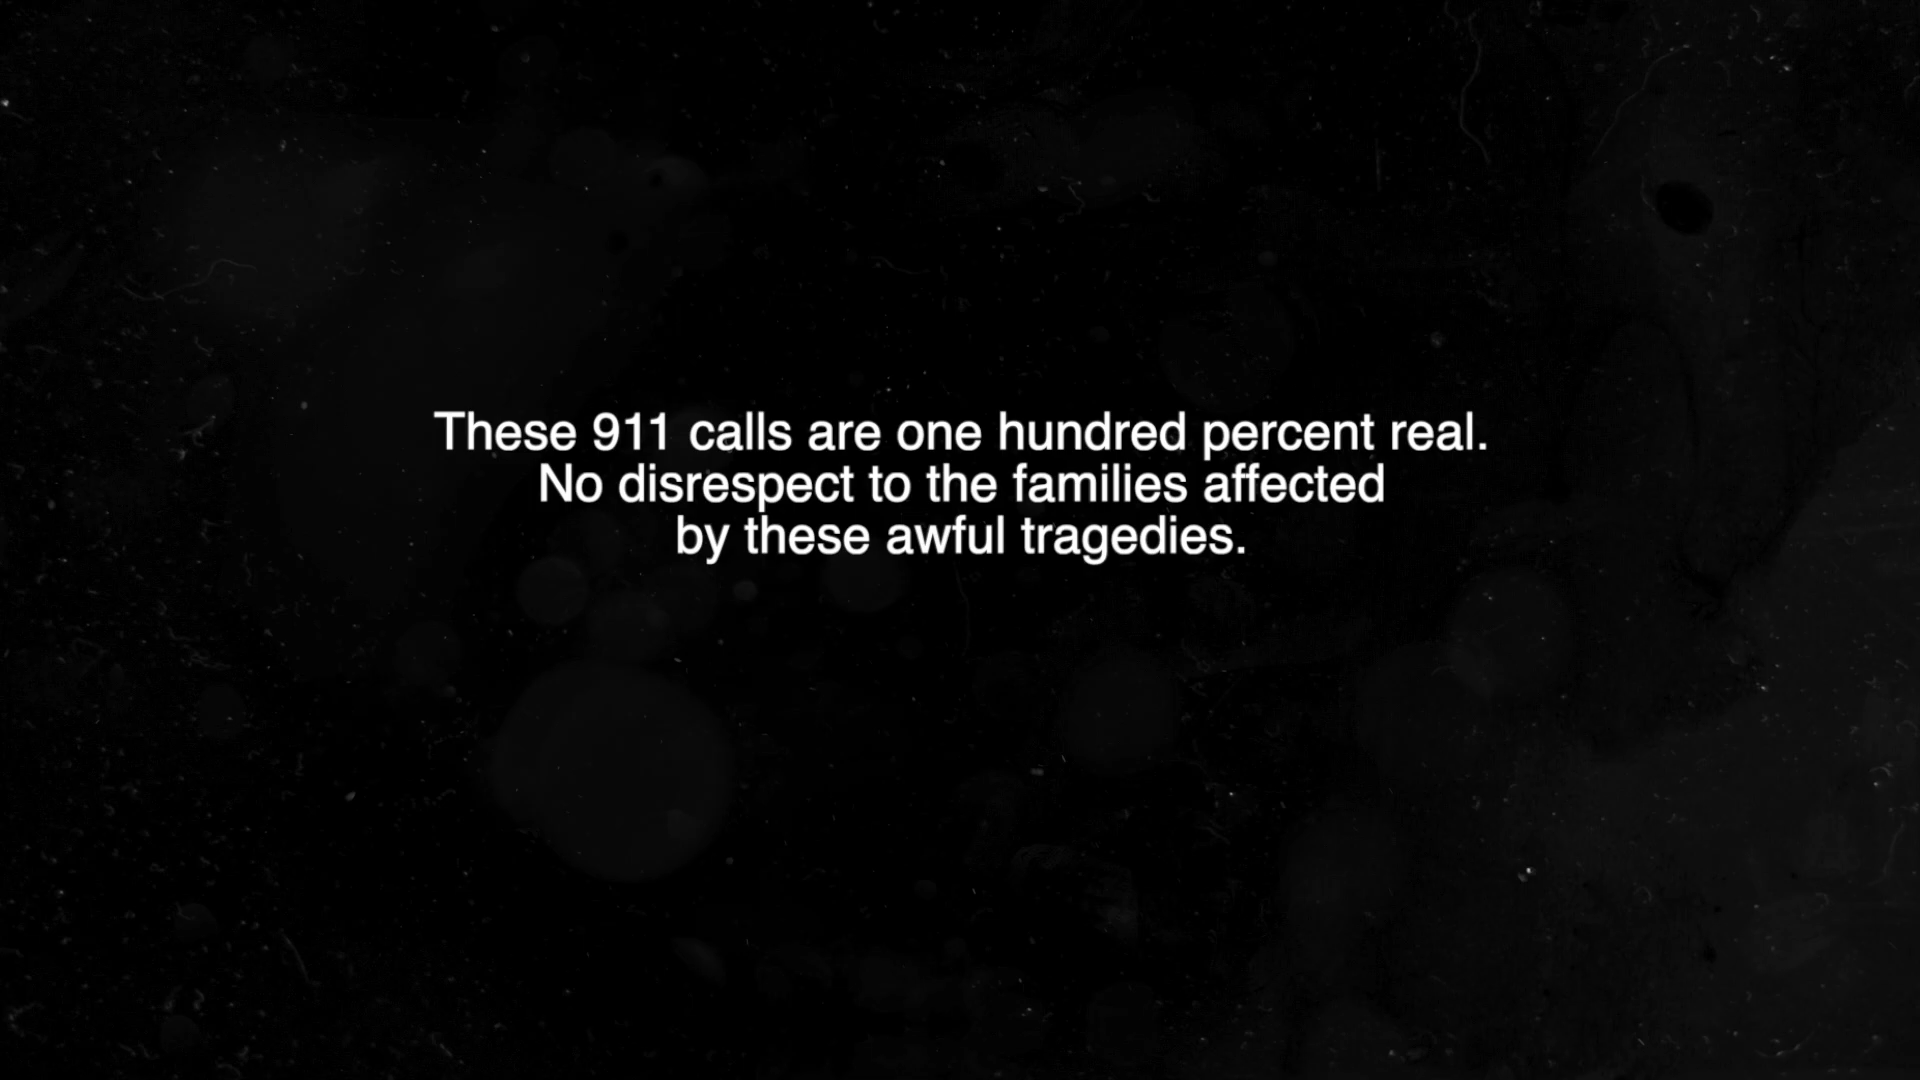 These 911 calls are one hundred percent real.
No disrespect to the families affected
by these awful tragedies.